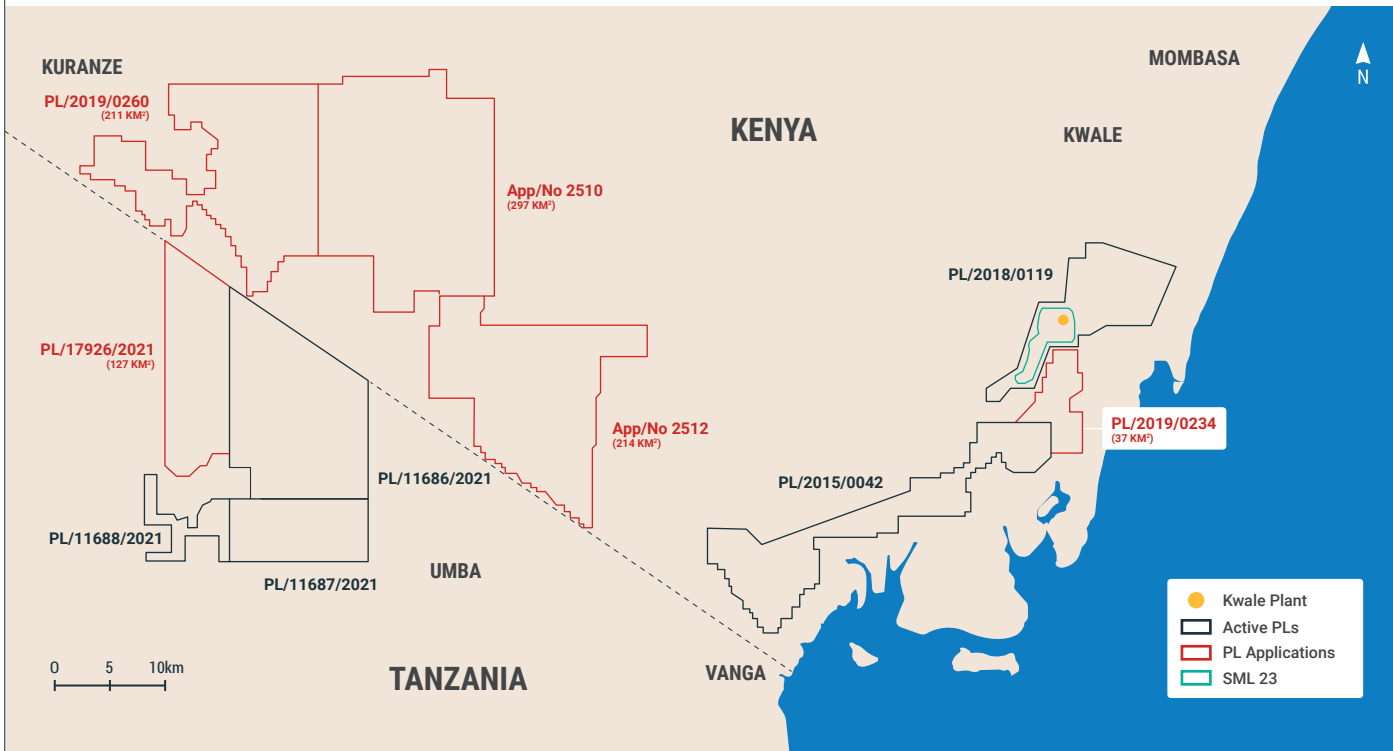 KURANZE
MOMBASA
N
PL/2019/0260
(211 KM²)
KENYA
KWALE
App/No 2510
(297 KM²)
PL/2018/0119
PL/17926/2021
(127 KM²)
App/No 2512
(214 KM²)
PL/2019/0234
(37 KM²)
PL/11686/2021
PL/2015/0042
PL/11688/2021
UMBA
PL/11687/2021
Kwale Plant
Active PLs
PL Applications
SML 23
0 5 10km
TANZANIA
VANGA